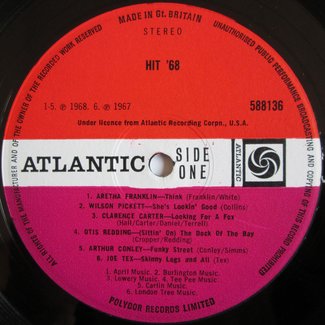 MADE IN Gt. BRITAIN
ALL RIGHTS OF THE MANUFACTURER AND OF THE OWNER OF THE RECORDED WORK RESERVED
UNAUTHORISED PUBLIC PERFORMANCE BROADCASTING AND COPYING OF THIS RECORD PROHIBITED
STEREO
HIT '68
1-5. ℗ 1968. 6. ℗ 1967
588136
Under licence from Atlantic Recording Corpn., U.S.A.
ATLANTIC
SIDE
ONE
ATLANTIC
1. ARETHA FRANKLIN—Think (Franklin/White)
2. WILSON PICKETT—She's Lookin' Good (Collins)
3. CLARENCE CARTER—Looking For A Fox
(Hall/Carter/Daniel/Terrell)
4. OTIS REDDING—(Sittin' On) The Dock Of The Bay
(Cropper/Redding)
5. ARTHUR CONLEY—Funky Street (Conley/Simms)
6. JOE TEX—Skinny Legs and All (Tex)
1. April Music. 2. Burlington Music.
3. Lowery Music. 4. Tee Pee Music.
5. Carlin Music.
6. London Tree Music.
POLYDOR RECORDS LIMITED